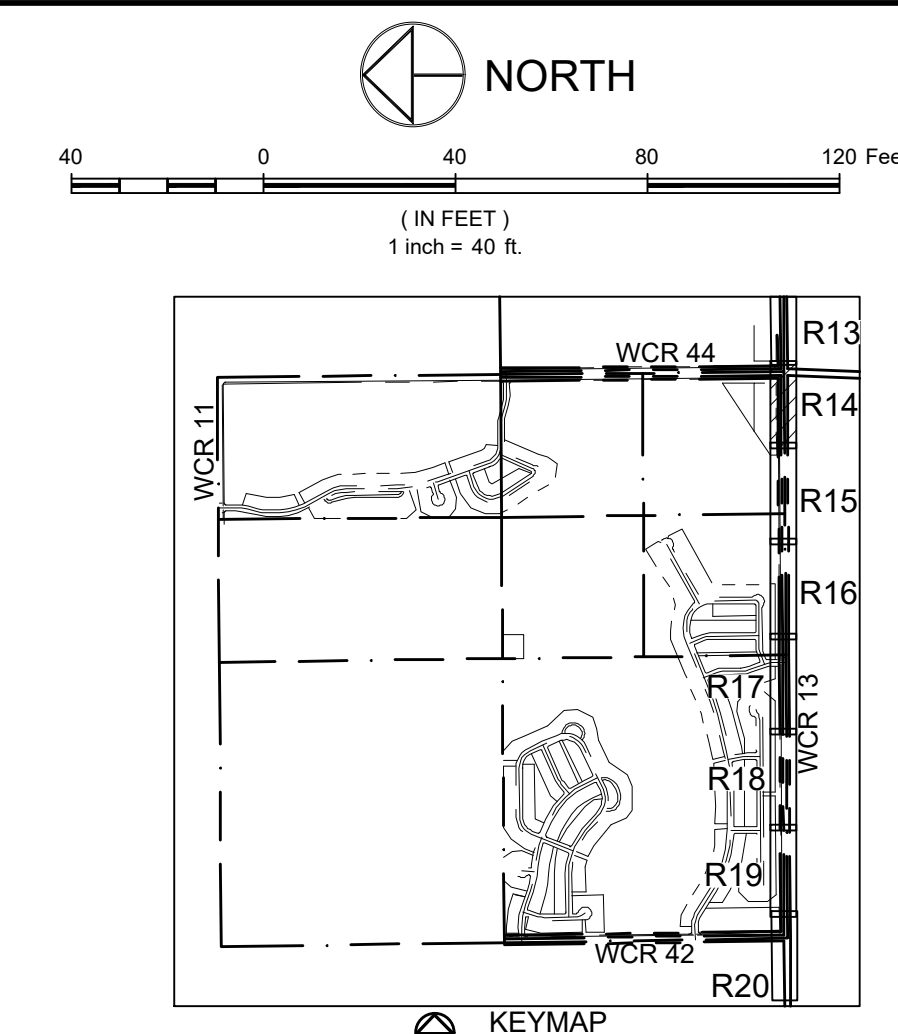 NORTH
40 0 40 80 120 Fee
( IN FEET )
1 inch = 40 ft.
R13
WCR 44
R14
WCR 11
R15
R16
R17
WCR 13
R18
R19
WCR 42
R20
KEYMAP